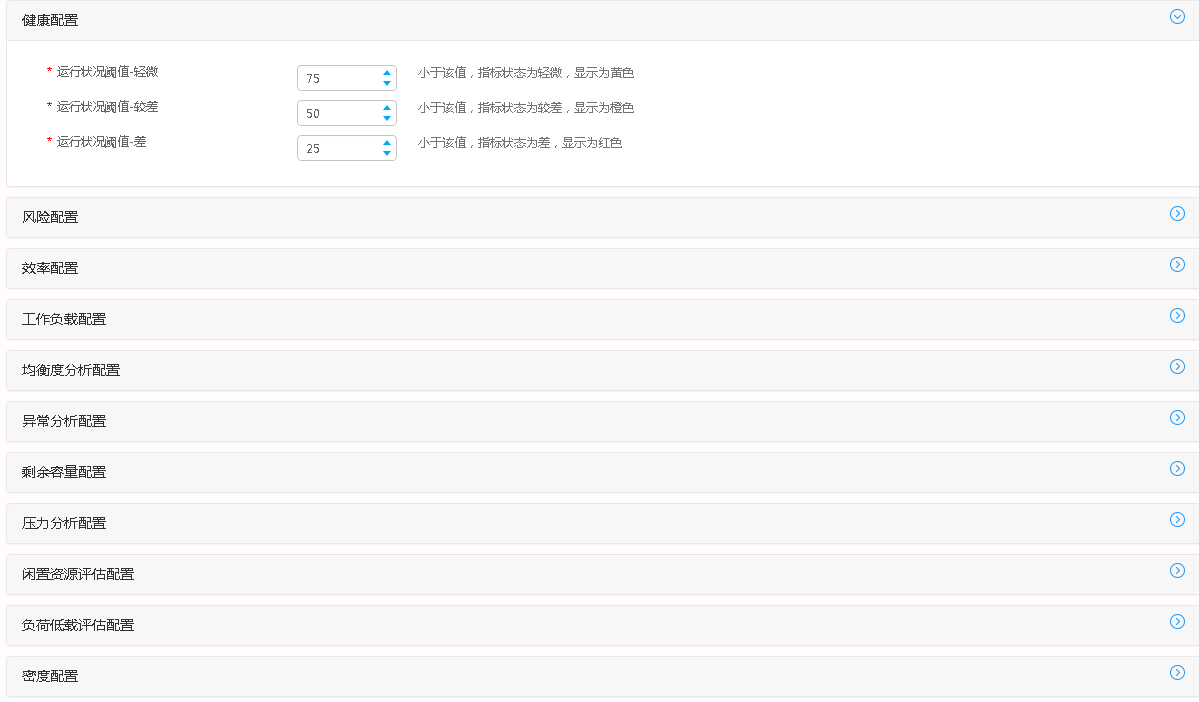 健康配置
* 运行状况阈值-轻微 75 小于该值，指标状态为轻微，显示为黄色
* 运行状况阈值-较差 50 小于该值，指标状态为较差，显示为橙色
* 运行状况阈值-差 25 小于该值，指标状态为差，显示为红色
风险配置
效率配置
工作负载配置
均衡度分析配置
异常分析配置
剩余容量配置
压力分析配置
闲置资源评估配置
负荷低载评估配置
密度配置